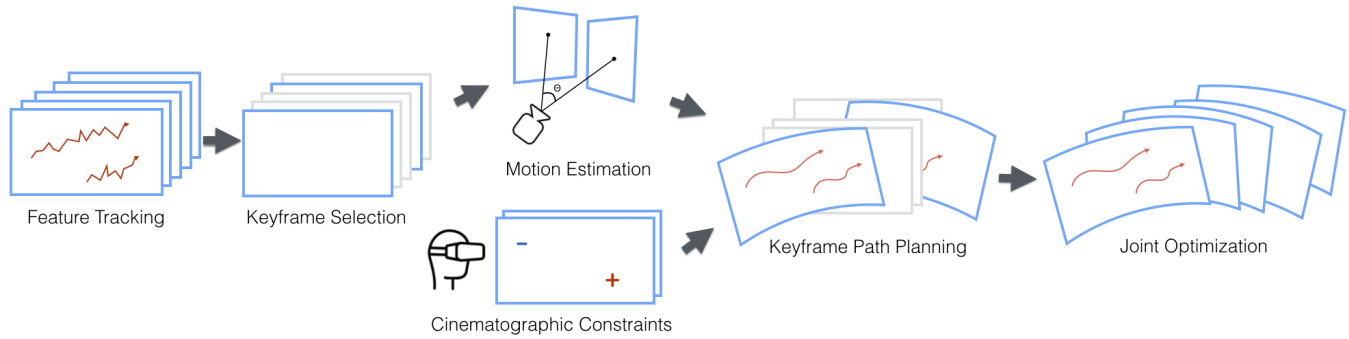 Feature Tracking
Keyframe Selection
Θ
Motion Estimation
-
+
Cinematographic Constraints
Keyframe Path Planning
Joint Optimization